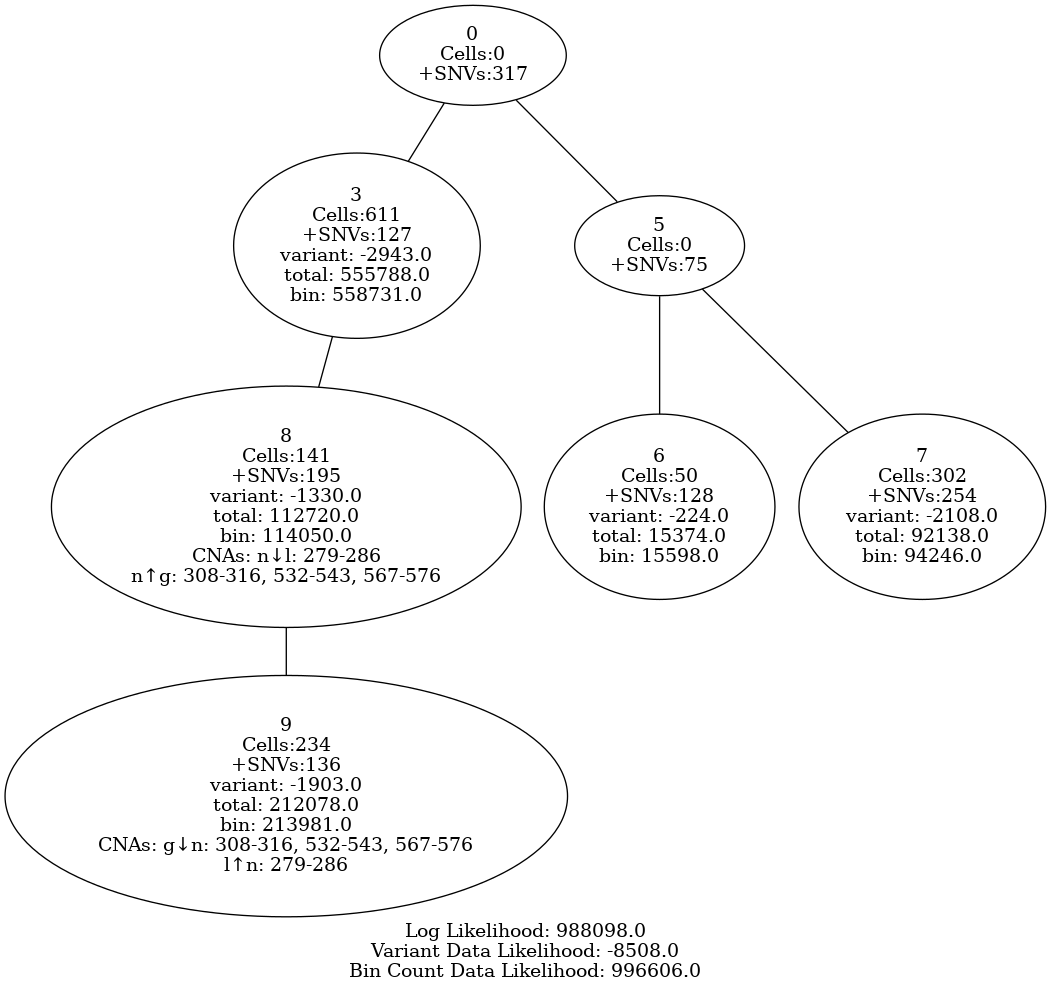 0
Cells:0
+SNVs:317
3
Cells:611
+SNVs:127
variant: -2943.0
total: 555788.0
bin: 558731.0
5
Cells:0
+SNVs:75
8
Cells:141
+SNVs:195
variant: -1330.0
total: 112720.0
bin: 114050.0
CNAs: n↓l: 279-286
n↑g: 308-316, 532-543, 567-576
6
Cells:50
+SNVs:128
variant: -224.0
total: 15374.0
bin: 15598.0
7
Cells:302
+SNVs:254
variant: -2108.0
total: 92138.0
bin: 94246.0
9
Cells:234
+SNVs:136
variant: -1903.0
total: 212078.0
bin: 213981.0
CNAs: g↓n: 308-316, 532-543, 567-576
l↑n: 279-286
Log Likelihood: 988098.0
Variant Data Likelihood: -8508.0
Bin Count Data Likelihood: 996606.0